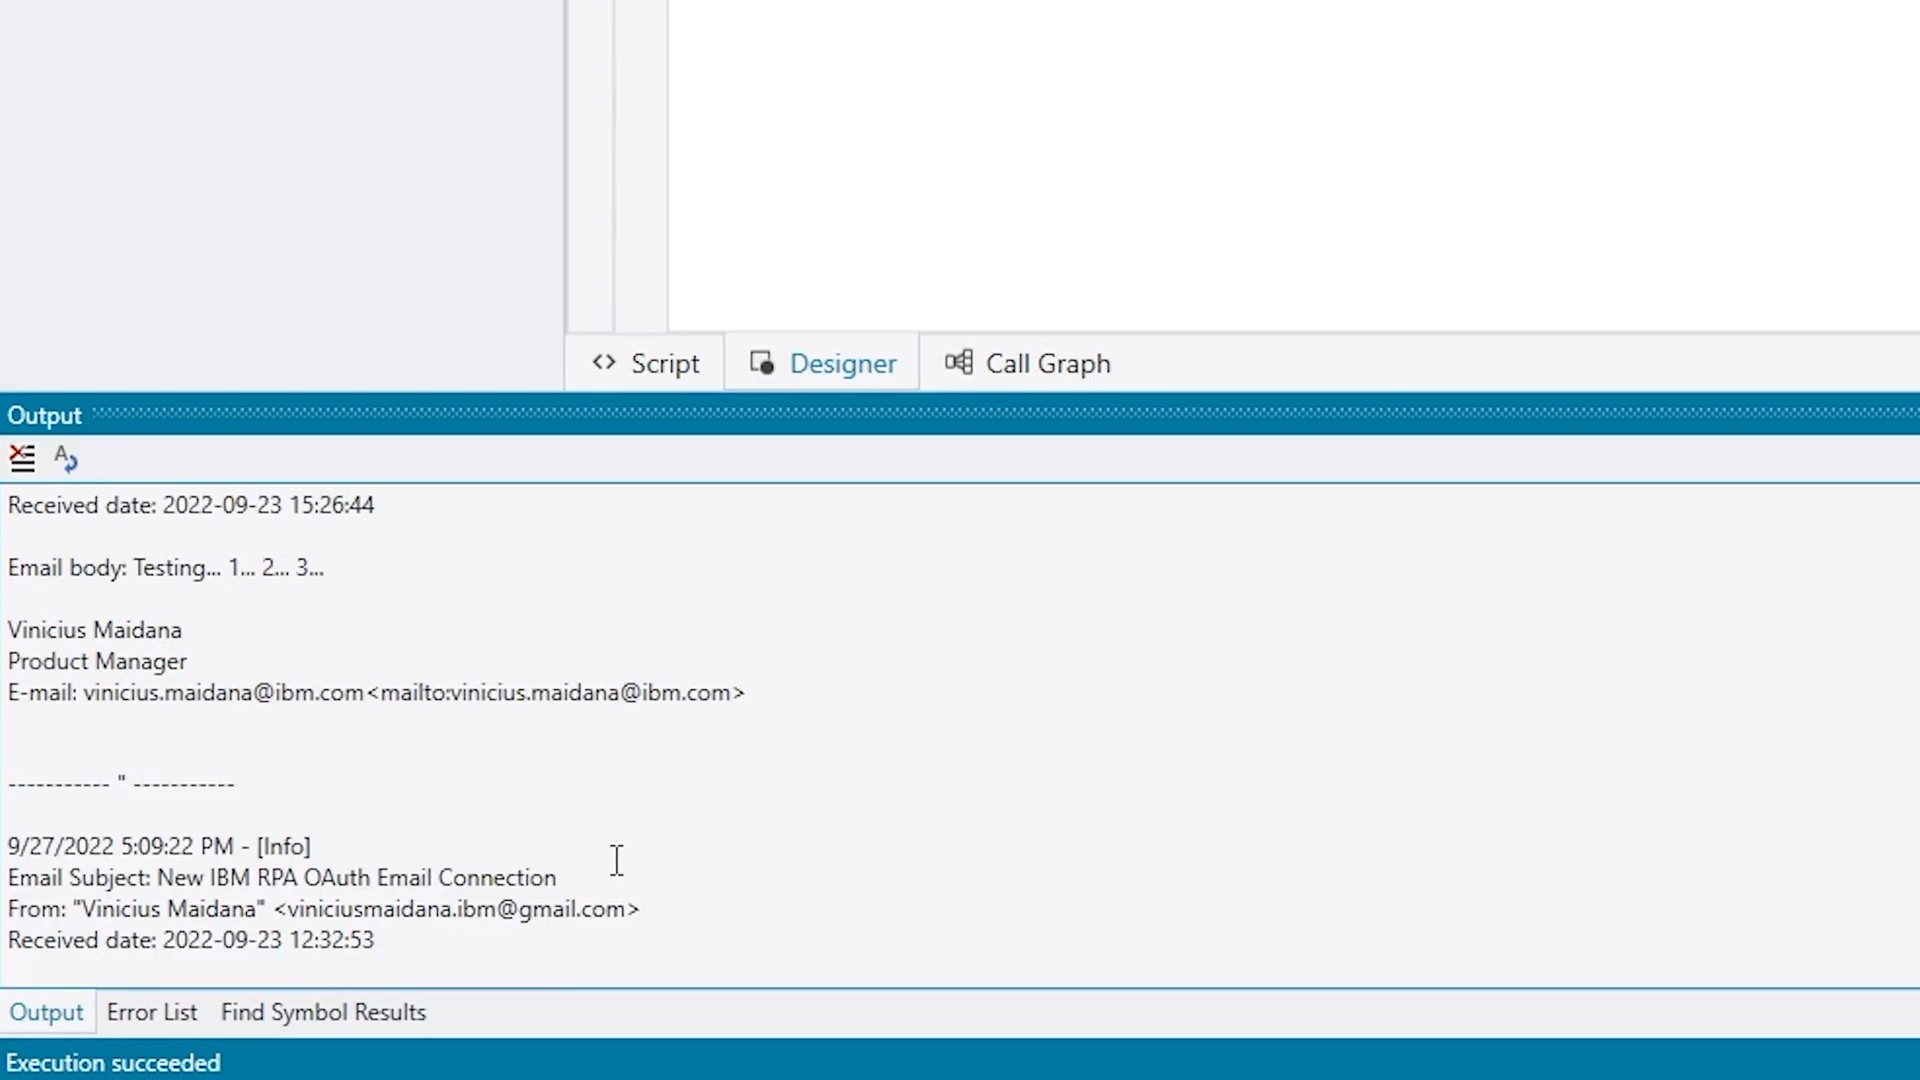 Script
Designer
Call Graph
Output
Received date: 2022-09-23 15:26:44
Email body: Testing... 1... 2... 3...
Vinicius Maidana
Product Manager
E-mail: vinicius.maidana@ibm.com<mailto:vinicius.maidana@ibm.com>
----------- " -----------
9/27/2022 5:09:22 PM - [Info]
Email Subject: New IBM RPA OAuth Email Connection
From: "Vinicius Maidana" <viniciusmaidana.ibm@gmail.com>
Received date: 2022-09-23 12:32:53
Output
Error List
Find Symbol Results
Execution succeeded